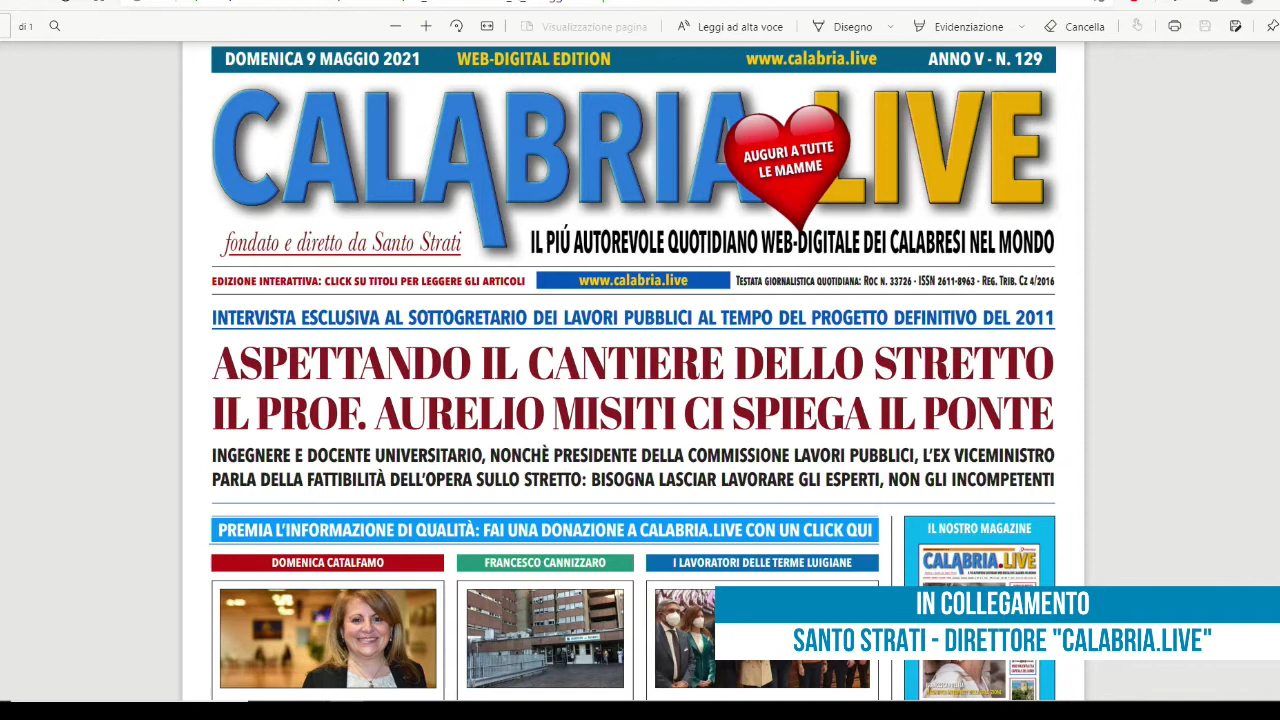 di 1
Visualizzazione pagina
Leggi ad alta voce
Disegno
Evidenziazione
Cancella
DOMENICA 9 MAGGIO 2021 WEB-DIGITAL EDITION www.calabria.live ANNO V - N. 129
CALABRIA.LIVE
AUGURI A TUTTE
LE MAMME
fondato e diretto da Santo Strati
IL PIÚ AUTOREVOLE QUOTIDIANO WEB-DIGITALE DEI CALABRESI NEL MONDO
EDIZIONE INTERATTIVA: CLICK SU TITOLI PER LEGGERE GLI ARTICOLI
www.calabria.live
TESTATA GIORNALISTICA QUOTIDIANA: ROC N. 33726 - ISSN 2611-8963 - REG. TRIB. CZ 4/2016
INTERVISTA ESCLUSIVA AL SOTTOGRETARIO DEI LAVORI PUBBLICI AL TEMPO DEL PROGETTO DEFINITIVO DEL 2011
ASPETTANDO IL CANTIERE DELLO STRETTO
IL PROF. AURELIO MISITI CI SPIEGA IL PONTE
INGEGNERE E DOCENTE UNIVERSITARIO, NONCHÈ PRESIDENTE DELLA COMMISSIONE LAVORI PUBBLICI, L'EX VICEMINISTRO
PARLA DELLA FATTIBILITÀ DELL'OPERA SULLO STRETTO: BISOGNA LASCIAR LAVORARE GLI ESPERTI, NON GLI INCOMPETENTI
PREMIA L'INFORMAZIONE DI QUALITÀ: FAI UNA DONAZIONE A CALABRIA.LIVE CON UN CLICK QUI
IL NOSTRO MAGAZINE
DOMENICA CATALFAMO
FRANCESCO CANNIZZARO
I LAVORATORI DELLE TERME LUIGIANE
CALABRIA.LIVE
IN COLLEGAMENTO
SANTO STRATI - DIRETTORE "CALABRIA.LIVE"